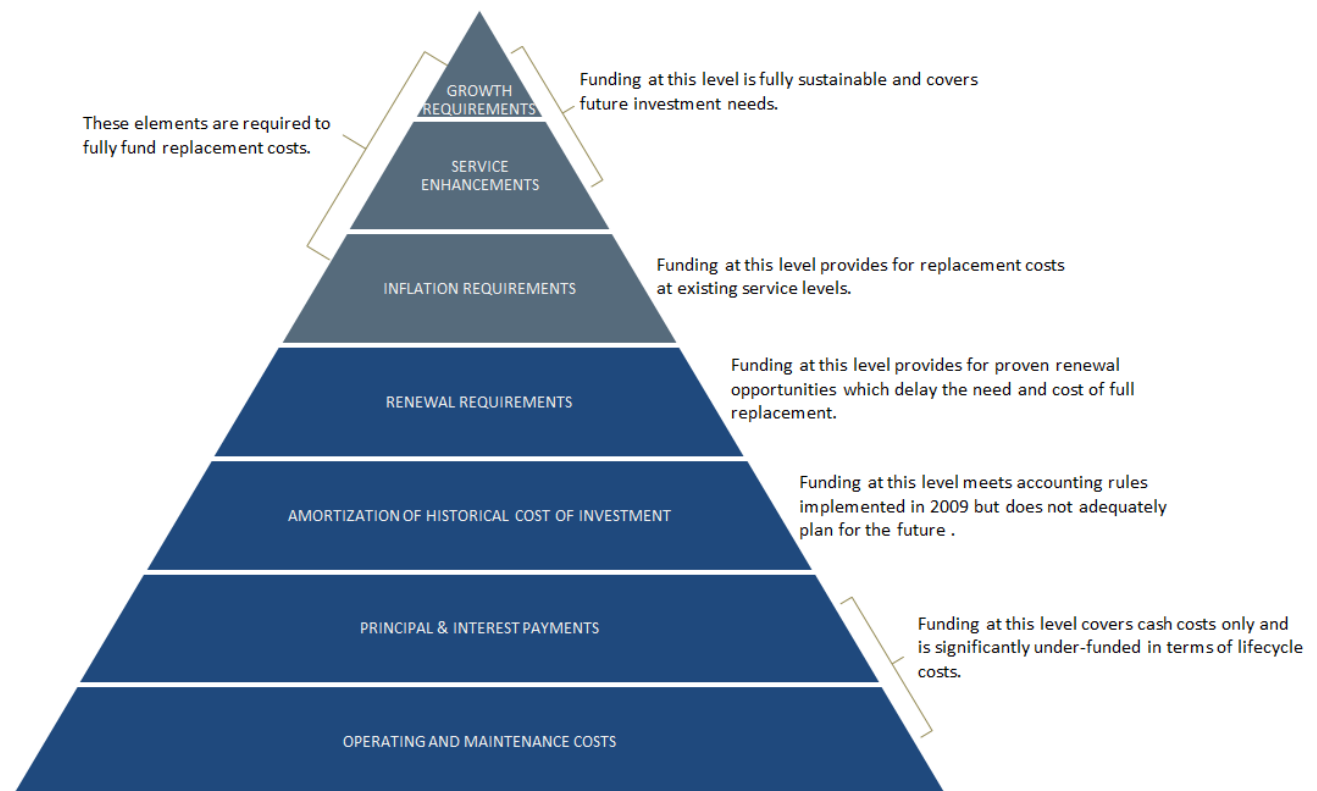 GROWTH
REQUIREMENTS
Funding at this level is fully sustainable and covers
future investment needs.
These elements are required to
fully fund replacement costs.
SERVICE
ENHANCEMENTS
INFLATION REQUIREMENTS
Funding at this level provides for replacement costs
at existing service levels.
RENEWAL REQUIREMENTS
Funding at this level provides for proven renewal
opportunities which delay the need and cost of full
replacement.
AMORTIZATION OF HISTORICAL COST OF INVESTMENT
Funding at this level meets accounting rules
implemented in 2009 but does not adequately
plan for the future .
PRINCIPAL & INTEREST PAYMENTS
Funding at this level covers cash costs only and
is significantly under-funded in terms of lifecycle
costs.
OPERATING AND MAINTENANCE COSTS